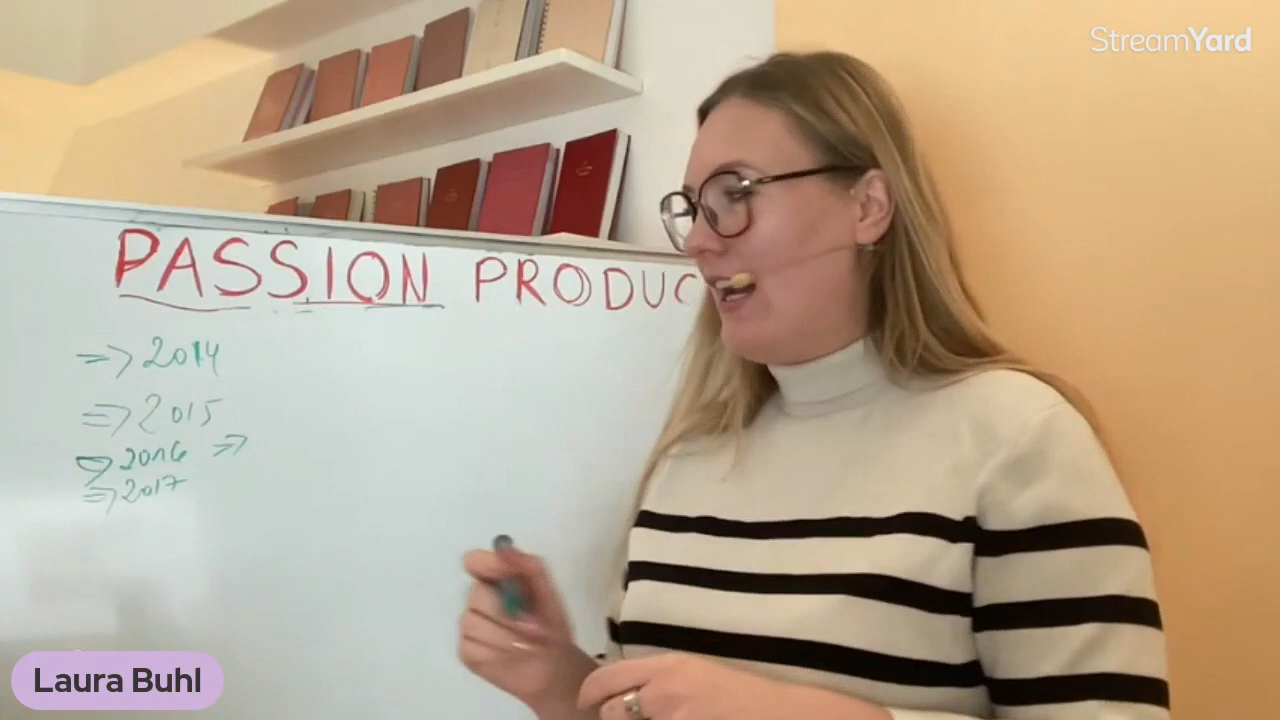 StreamYard
PASSION PRODUC
=> 2014
=> 2015
=> 2016 =>
=> 2017
Laura Buhl